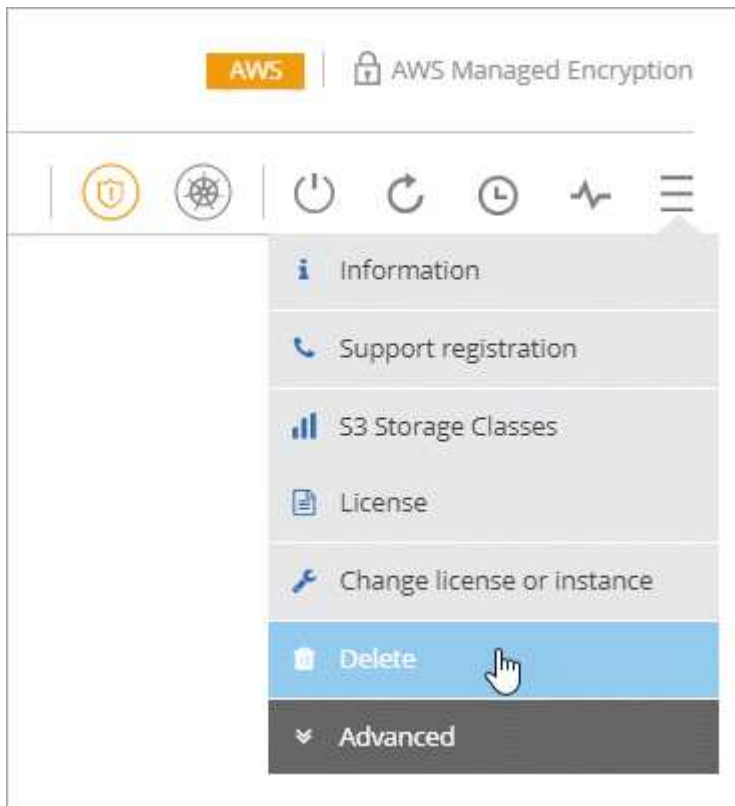 AWS
AWS Managed Encryption
Information
Support registration
S3 Storage Classes
License
Change license or instance
Delete
Advanced